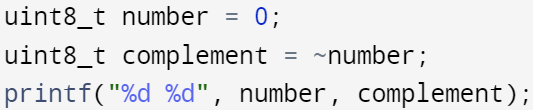 uint8_t number = 0;
uint8_t complement = ~number;
printf("%d %d", number, complement);